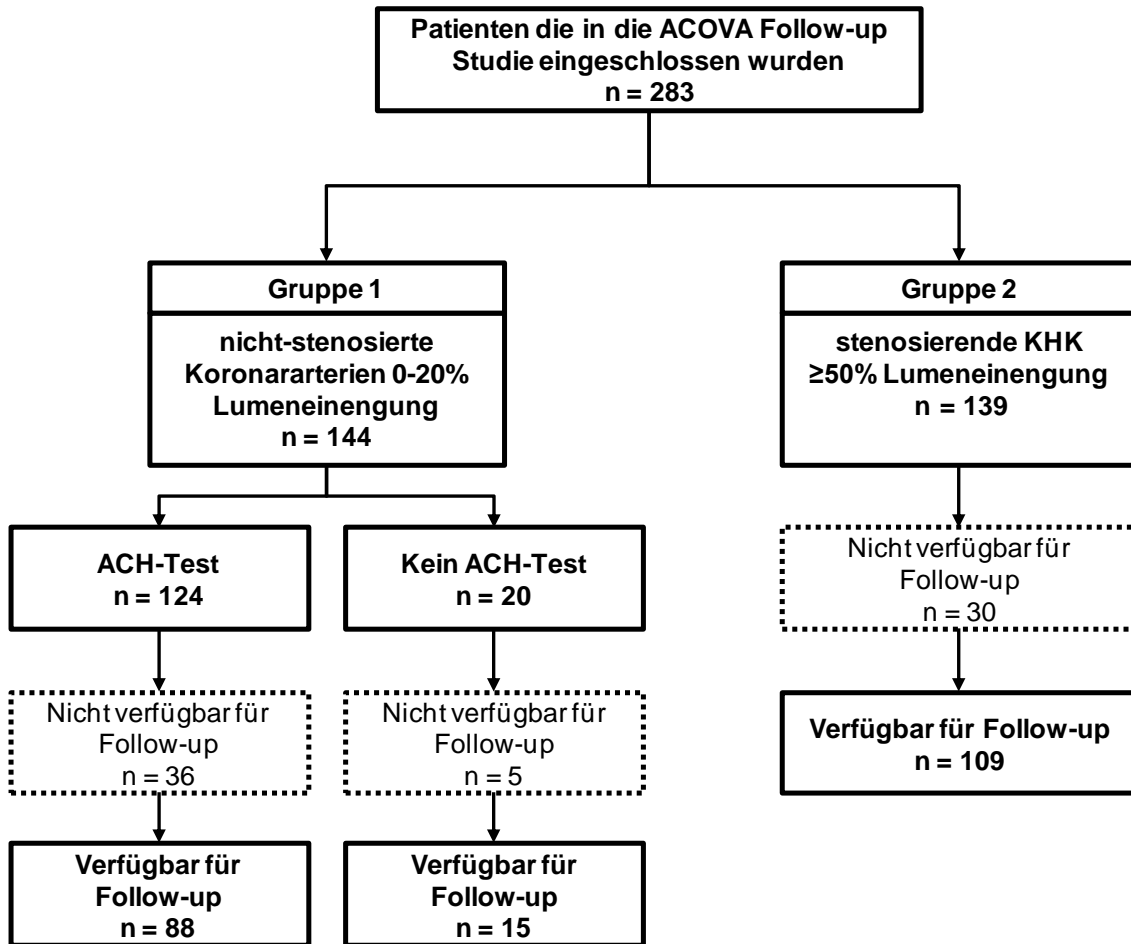 Patienten die in die ACOVA Follow-up
Studie eingeschlossen wurden
n = 283
Gruppe 1
nicht-stenosierte
Koronararterien 0-20%
Lumeneinengung
n = 144
Gruppe 2
stenosierende KHK
≥50% Lumeneinengung
n = 139
ACH-Test
n = 124
Kein ACH-Test
n = 20
Nicht verfügbar für
Follow-up
n = 30
Nicht verfügbar für
Follow-up
n = 36
Nicht verfügbar für
Follow-up
n = 5
Verfügbar für Follow-up
n = 109
Verfügbar für
Follow-up
n = 88
Verfügbar für
Follow-up
n = 15